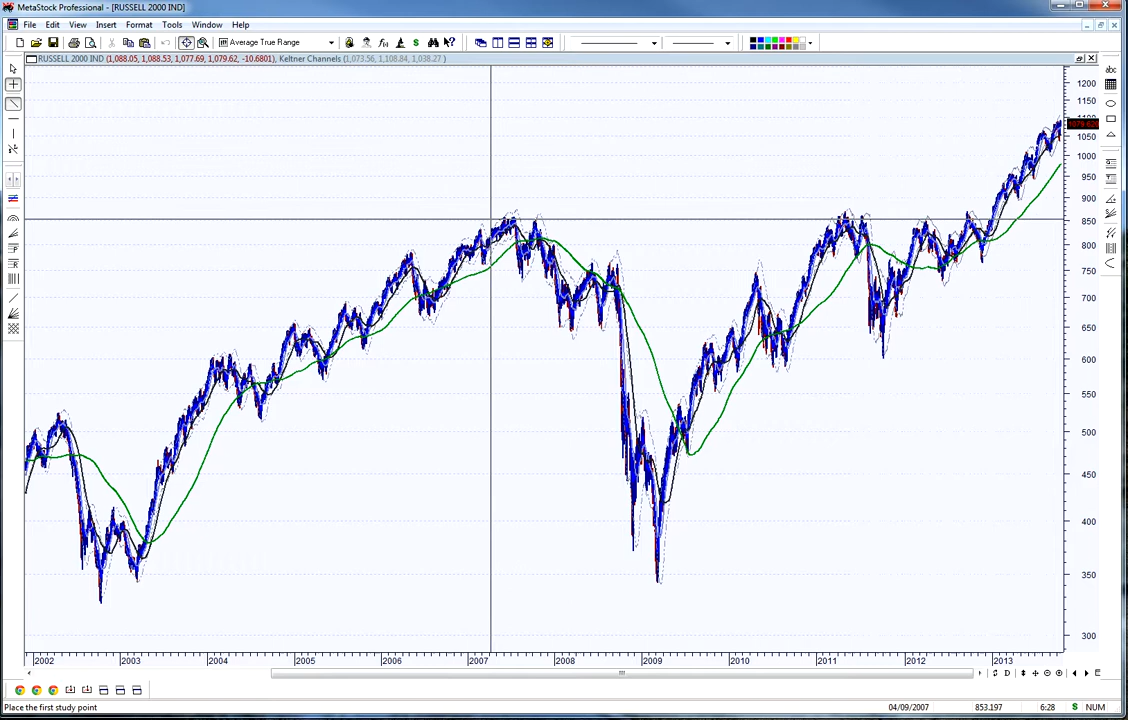 MetaStock Professional - [RUSSELL 2000 IND]
File Edit View Insert Format Tools Window Help
Average True Range
RUSSELL 2000 IND (1,088.05, 1,088.53, 1,077.69, 1,079.62, -10.6801), Keltner Channels (1,073.56, 1,108.84, 1,038.27 )
abc
1200
1150
1100
1050
1000
950
900
850
800
750
700
650
600
550
500
450
400
350
300
2002 2003 2004 2005 2006 2007 2008 2009 2010 2011 2012 2013
D
Place the first study point 04/09/2007 853.197 6:28 S NUM